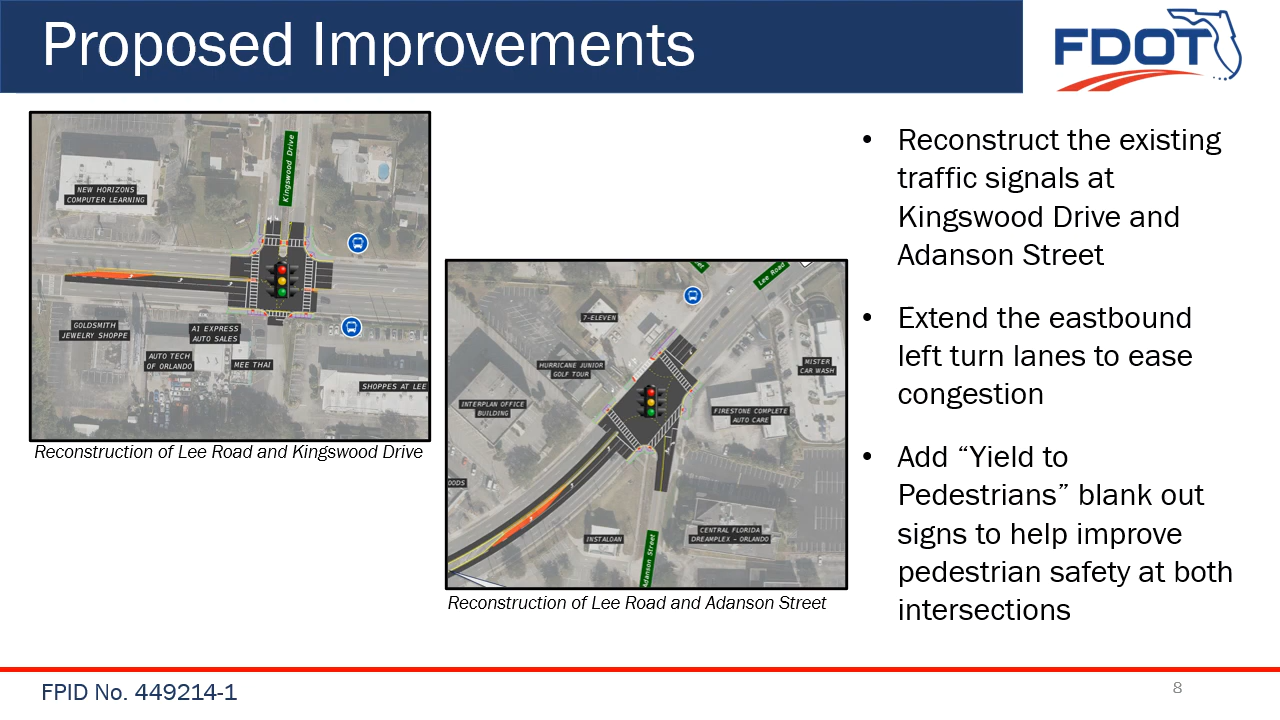 Proposed Improvements
FDOT
Kingswood Drive
NEW HORIZONS
COMPUTER LEARNING
GOLDSMITH
JEWELRY SHOPPE
A1 EXPRESS
AUTO SALES
AUTO TECH
OF ORLANDO
MEE THAI
SHOPPES AT LEE
Reconstruction of Lee Road and Kingswood Drive
Lee Road
7-ELEVEN
HURRICANE JUNIOR
GOLF TOUR
MISTER
CAR WASH
INTERPLAN OFFICE
BUILDING
FIRESTONE COMPLETE
AUTO CARE
OODS
INSTALOAN
CENTRAL FLORIDA
DREAMPLEX - ORLANDO
Adanson Street
Reconstruction of Lee Road and Adanson Street
• Reconstruct the existing
traffic signals at
Kingswood Drive and
Adanson Street
• Extend the eastbound
left turn lanes to ease
congestion
• Add “Yield to
Pedestrians” blank out
signs to help improve
pedestrian safety at both
intersections
FPID No. 449214-1
8